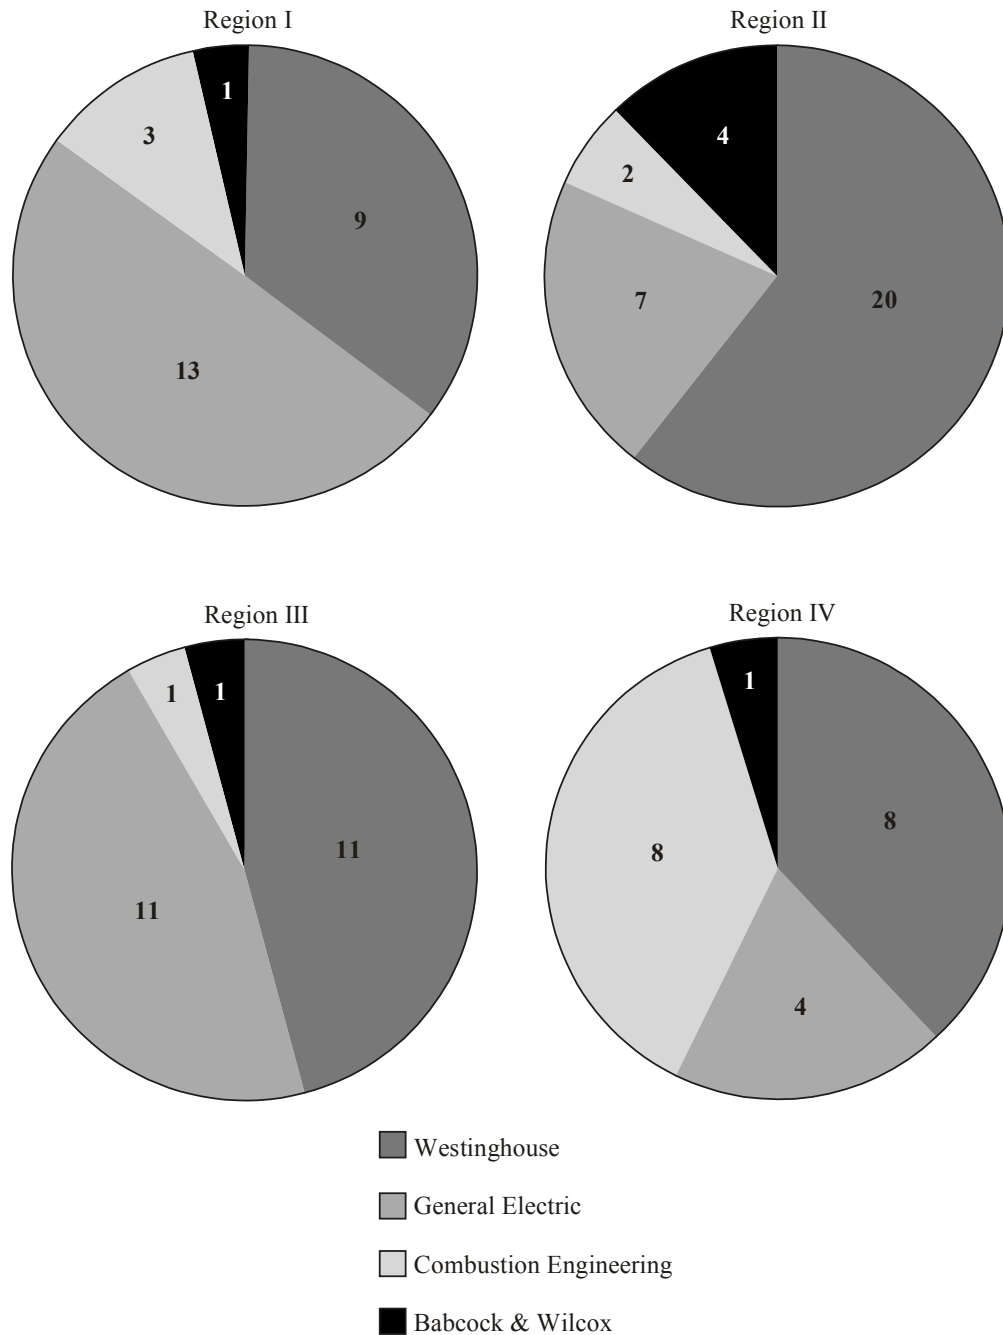 Region I
Region II
1
3
9
13
4
2
7
20
Region III
Region IV
1
1
11
11
1
8
8
4
Westinghouse
General Electric
Combustion Engineering
Babcock & Wilcox